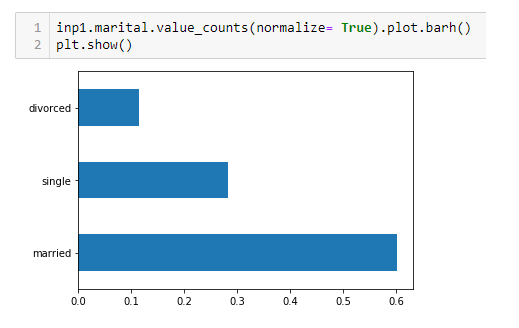 1 inp1.marital.value_counts(normalize= True).plot.barh()
2 plt.show()
divorced
single
married
0.0 0.1 0.2 0.3 0.4 0.5 0.6